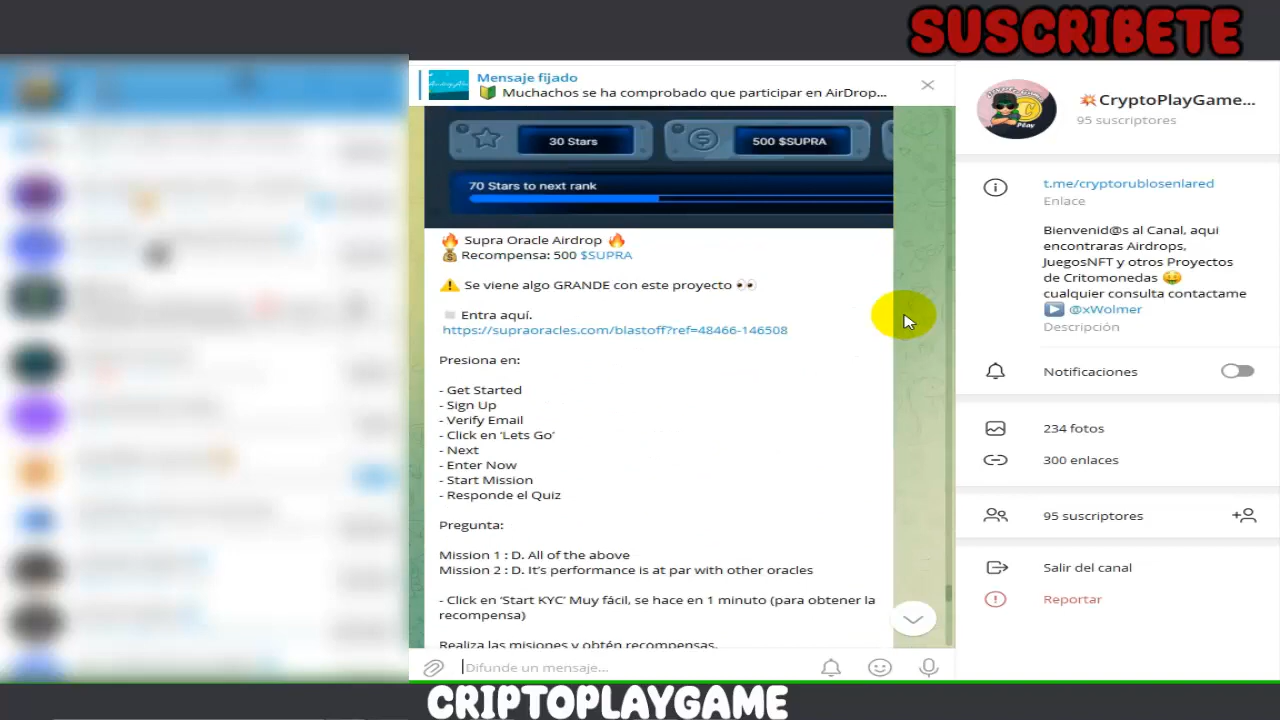 SUSCRIBETE
Mensaje fijado
🔰 Muchachos se ha comprobado que participar en AirDrop...
30 Stars
500 $SUPRA
70 Stars to next rank
🔥 Supra Oracle Airdrop 🔥
💰 Recompensa: 500 $SUPRA
⚠️ Se viene algo GRANDE con este proyecto 👀
Entra aquí.
https://supraoracles.com/blastoff?ref=48466-146508
Presiona en:
- Get Started
- Sign Up
- Verify Email
- Click en ‘Lets Go’
- Next
- Enter Now
- Start Mission
- Responde el Quiz
Pregunta:
Mission 1 : D. All of the above
Mission 2 : D. It’s performance is at par with other oracles
- Click en ‘Start KYC’ Muy fácil, se hace en 1 minuto (para obtener la
recompensa)
Realiza las misiones y obtén recompensas.
Difunde un mensaje...
💥CryptoPlayGame...
95 suscriptores
t.me/cryptorublosenlared
Enlace
Bienvenid@s al Canal, aqui
encontraras Airdrops,
JuegosNFT y otros Proyectos
de Critomonedas 🤑
cualquier consulta contactame
▶️ @xWolmer
Descripción
Notificaciones
234 fotos
300 enlaces
95 suscriptores
Salir del canal
Reportar
CRIPTOPLAYGAME